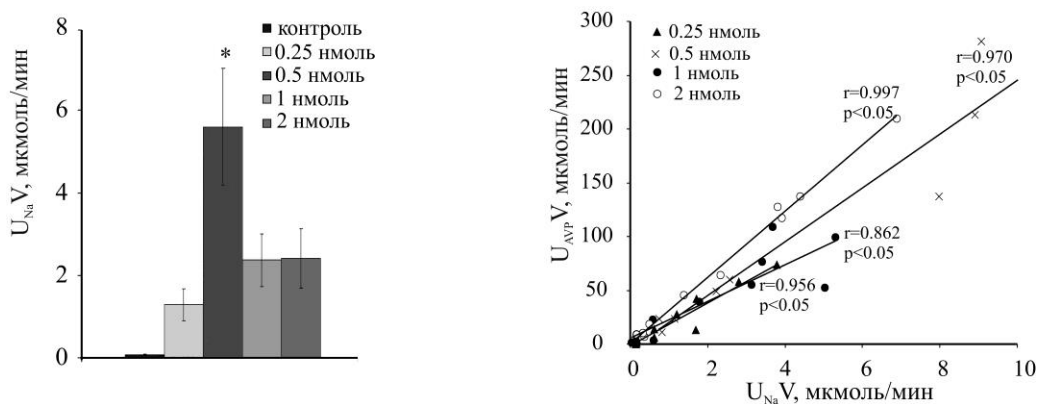 8
6
4
2
0
U_Na V, мкмоль/мин
контроль
0.25 нмоль
0.5 нмоль
1 нмоль
2 нмоль
*
300
250
200
150
100
50
0
U_AVP V, мкмоль/мин
0.25 нмоль
0.5 нмоль
1 нмоль
2 нмоль
r=0.970
p<0.05
r=0.997
p<0.05
r=0.862
p<0.05
r=0.956
p<0.05
0 2 4 6 8 10
U_Na V, мкмоль/мин